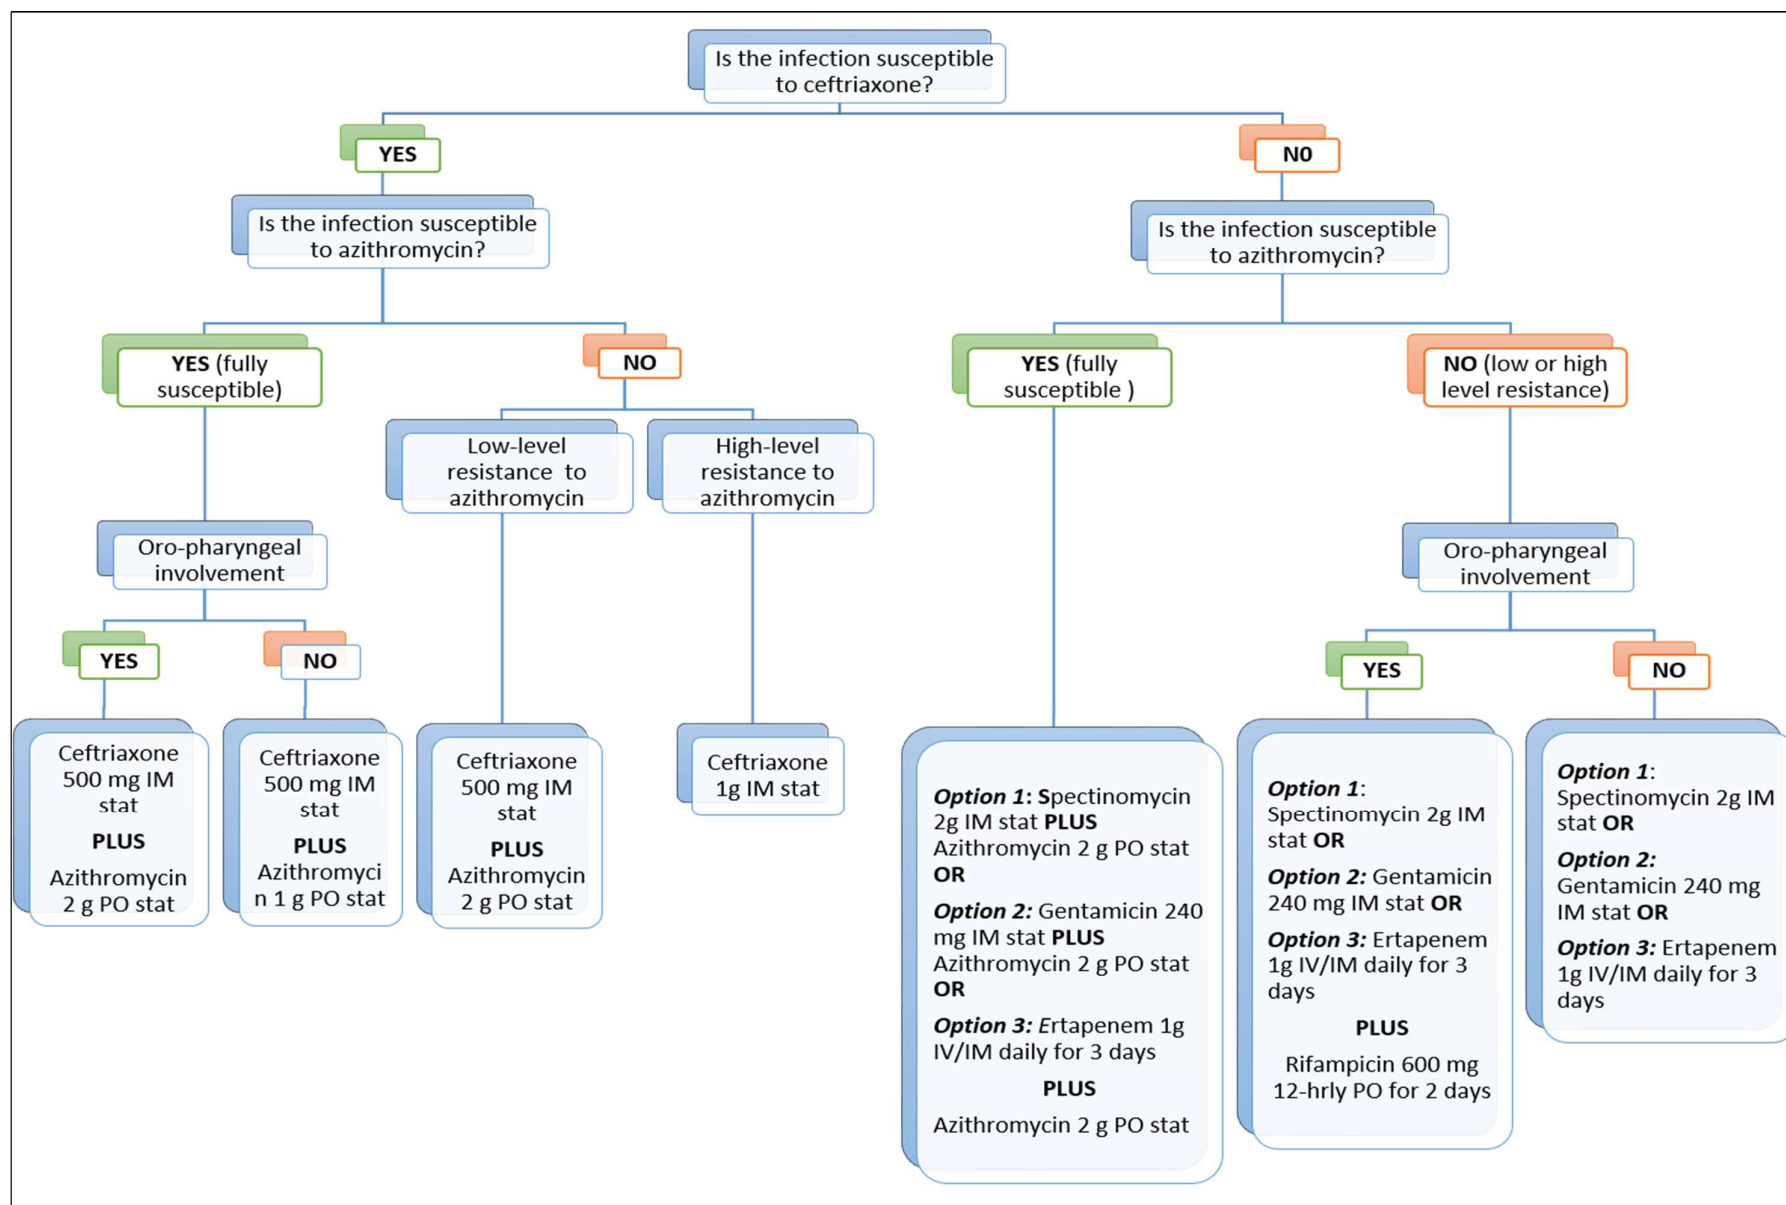 Is the infection susceptible
to ceftriaxone?
YES
N0
Is the infection susceptible
to azithromycin?
Is the infection susceptible
to azithromycin?
YES (fully
susceptible)
NO
YES (fully
susceptible )
NO (low or high
level resistance)
Low-level
resistance to
azithromycin
High-level
resistance to
azithromycin
Oro-pharyngeal
involvement
Oro-pharyngeal
involvement
YES
NO
YES
NO
Ceftriaxone
500 mg IM
stat
PLUS
Azithromycin
2 g PO stat
Ceftriaxone
500 mg IM
stat
PLUS
Azithromyci
n 1 g PO stat
Ceftriaxone
500 mg IM
stat
PLUS
Azithromycin
2 g PO stat
Ceftriaxone
1g IM stat
Option 1: Spectinomycin
2g IM stat PLUS
Azithromycin 2 g PO stat
OR
Option 2: Gentamicin 240
mg IM stat PLUS
Azithromycin 2 g PO stat
OR
Option 3: Ertapenem 1g
IV/IM daily for 3 days
PLUS
Azithromycin 2 g PO stat
Option 1:
Spectinomycin 2g IM
stat OR
Option 2: Gentamicin
240 mg IM stat OR
Option 3: Ertapenem
1g IV/IM daily for 3
days
PLUS
Rifampicin 600 mg
12-hrly PO for 2 days
Option 1:
Spectinomycin 2g IM
stat OR
Option 2:
Gentamicin 240 mg
IM stat OR
Option 3: Ertapenem
1g IV/IM daily for 3
days